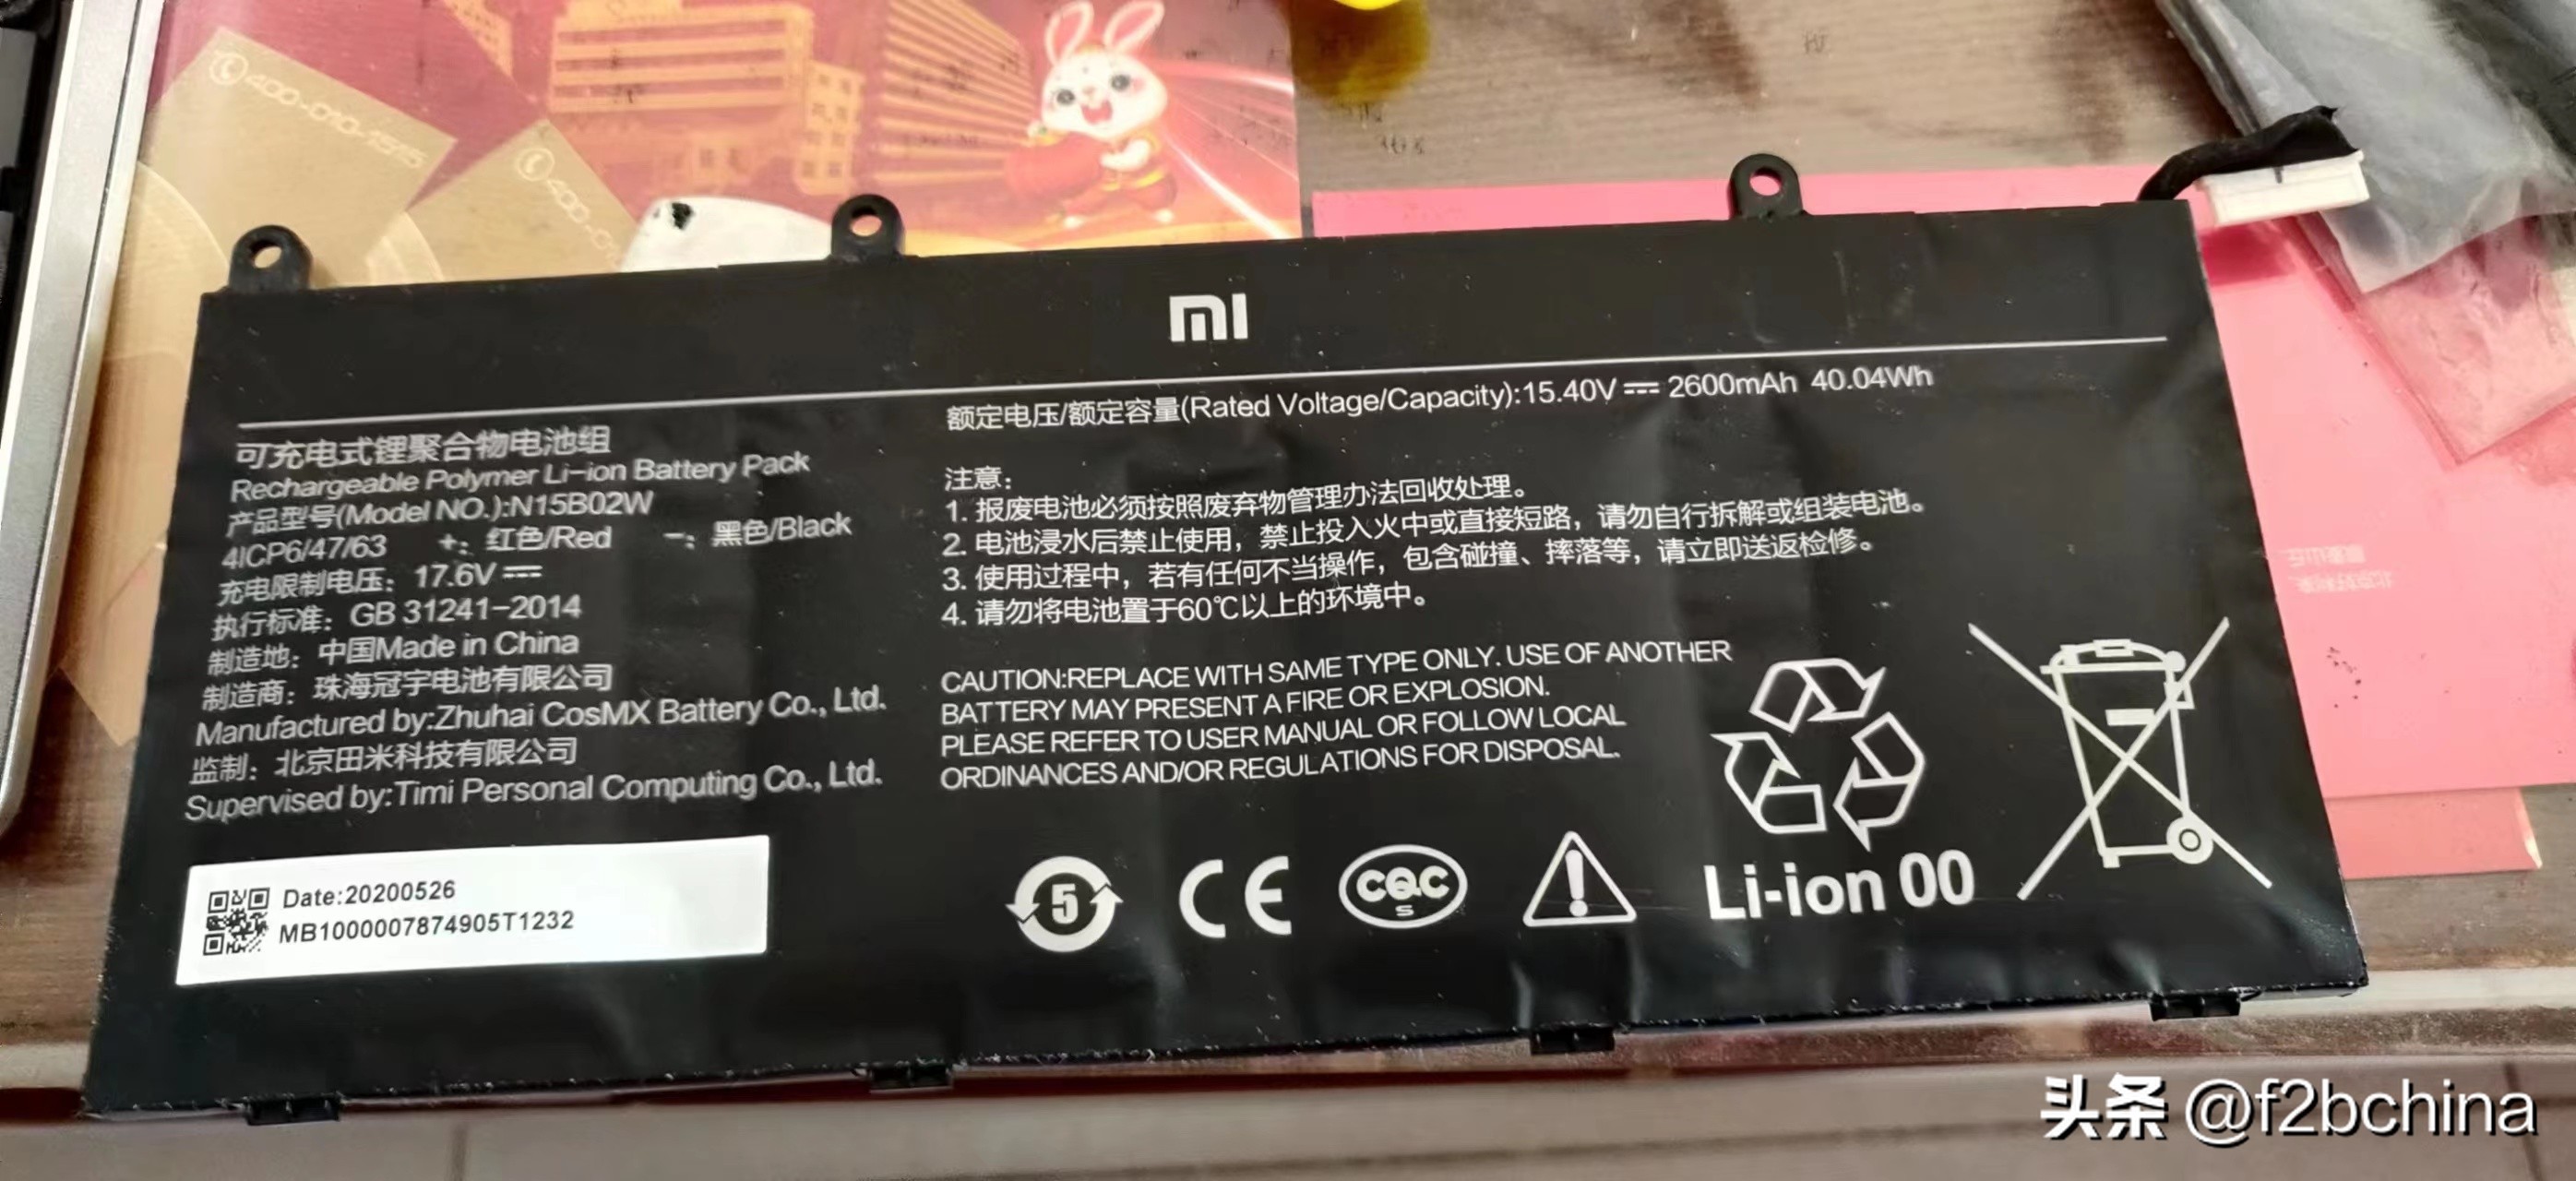 400-010-1515
mi
可充电式锂聚合物电池组
Rechargeable Polymer Li-ion Battery Pack
产品型号(Model NO.):N15B02W
4ICP6/47/63 +: 红色/Red -: 黑色/Black
充电限制电压: 17.6V
执行标准: GB 31241-2014
制造地: 中国Made in China
制造商: 珠海冠宇电池有限公司
Manufactured by:Zhuhai CosMX Battery Co., Ltd.
监制: 北京田米科技有限公司
Supervised by:Timi Personal Computing Co., Ltd.
Date:20200526
MB1000007874905T1232
额定电压/额定容量(Rated Voltage/Capacity):15.40V 2600mAh 40.04Wh
注意:
1. 报废电池必须按照废弃物管理办法回收处理。
2. 电池浸水后禁止使用，禁止投入火中或直接短路，请勿自行拆解或组装电池。
3. 使用过程中，若有任何不当操作，包含碰撞、摔落等，请立即送返检修。
4. 请勿将电池置于60℃以上的环境中。
CAUTION:REPLACE WITH SAME TYPE ONLY. USE OF ANOTHER
BATTERY MAY PRESENT A FIRE OR EXPLOSION.
PLEASE REFER TO USER MANUAL OR FOLLOW LOCAL
ORDINANCES AND/OR REGULATIONS FOR DISPOSAL.
5
CE
CQC
S
Li-ion 00
头条 @f2bchina